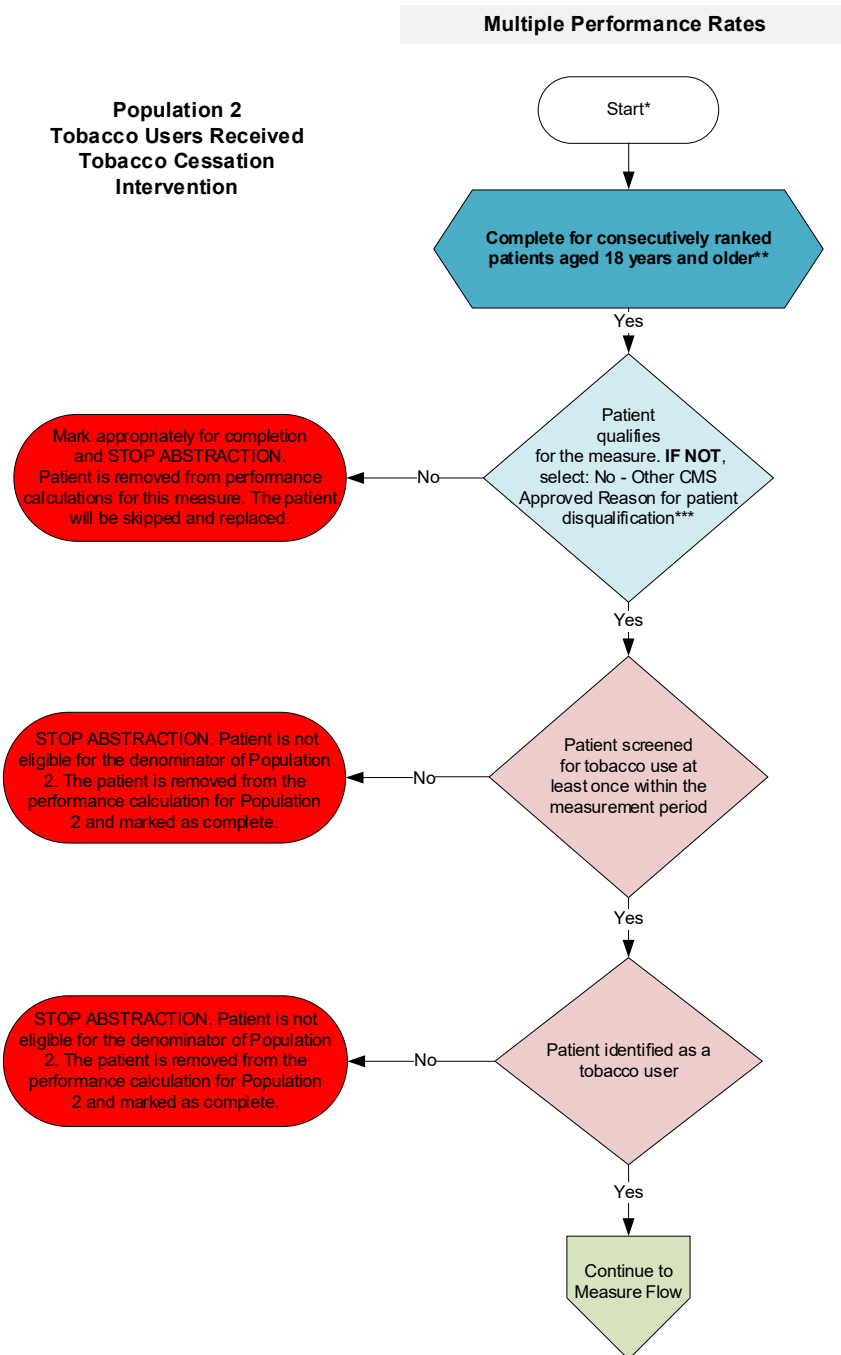 Multiple Performance Rates
Population 2
Tobacco Users Received
Tobacco Cessation
Intervention
Start*
Complete for consecutively ranked
patients aged 18 years and older**
Yes
Patient
qualifies
for the measure. IF NOT,
select: No - Other CMS
Approved Reason for patient
disqualification***
No
Mark appropriately for completion
and STOP ABSTRACTION.
Patient is removed from performance
calculations for this measure. The patient
will be skipped and replaced.
Yes
Patient screened
for tobacco use at
least once within the
measurement period
No
STOP ABSTRACTION. Patient is not
eligible for the denominator of Population
2. The patient is removed from the
performance calculation for Population
2 and marked as complete.
Yes
Patient identified as a
tobacco user
No
STOP ABSTRACTION. Patient is not
eligible for the denominator of Population
2. The patient is removed from the
performance calculation for Population
2 and marked as complete.
Yes
Continue to
Measure Flow